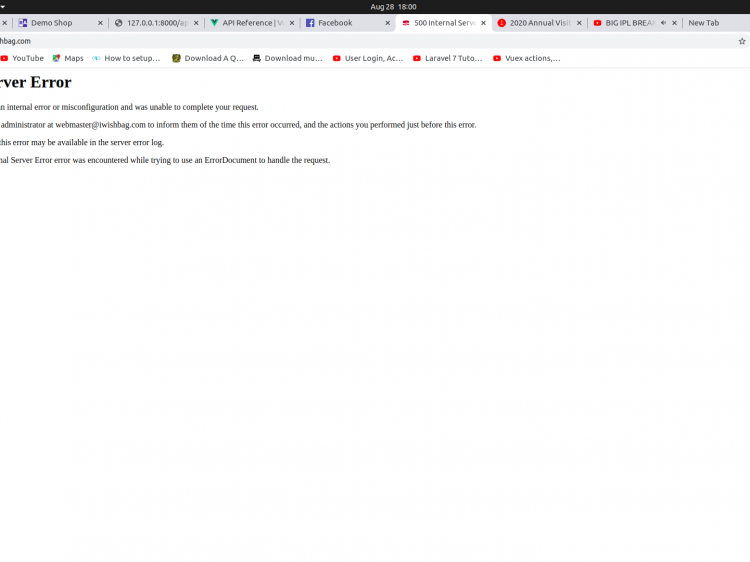 Aug 28 18:00
Demo Shop
127.0.0.1:8000/ap
API Reference | Vu
Facebook
500 Internal Serve
2020 Annual Visit
BIG IPL BREAK
New Tab
hbag.com
YouTube
Maps
How to setup...
Download A Q...
Download mu...
User Login, Ac...
Laravel 7 Tuto...
Vuex actions,...
rver Error
n internal error or misconfiguration and was unable to complete your request.
administrator at webmaster@iwishbag.com to inform them of the time this error occurred, and the actions you performed just before this error.
this error may be available in the server error log.
nal Server Error error was encountered while trying to use an ErrorDocument to handle the request.